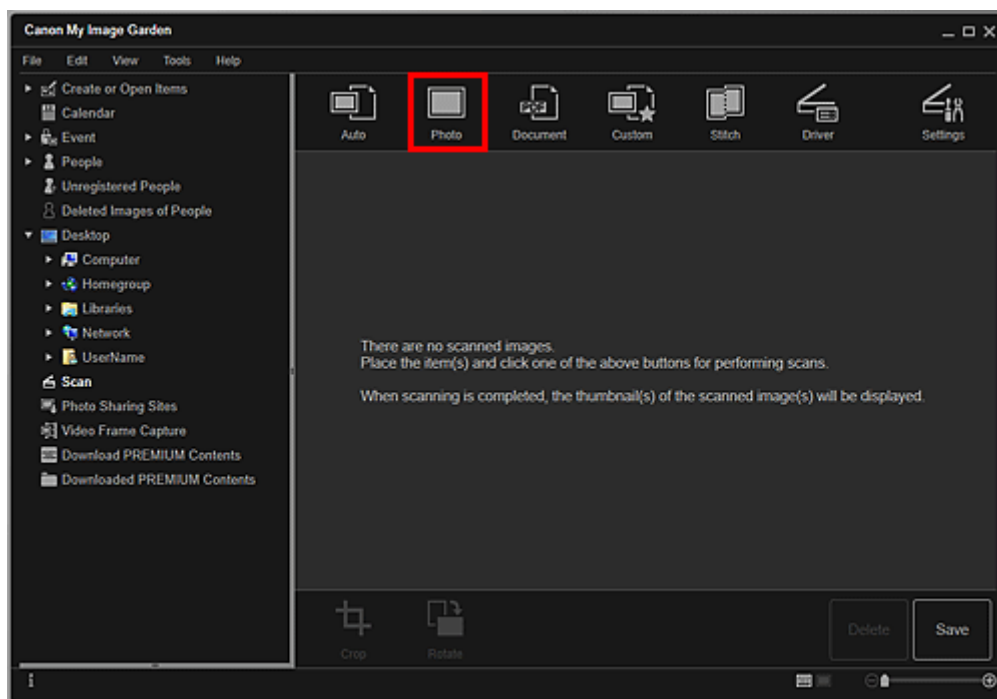 Canon My Image Garden
File Edit View Tools Help
Create or Open Items
Calendar
Event
People
Unregistered People
Deleted Images of People
Desktop
Computer
Homegroup
Libraries
Network
UserName
Scan
Photo Sharing Sites
Video Frame Capture
Download PREMIUM Contents
Downloaded PREMIUM Contents
Auto Photo Document Custom Stitch Driver Settings
There are no scanned images.
Place the item(s) and click one of the above buttons for performing scans.
When scanning is completed, the thumbnail(s) of the scanned image(s) will be displayed.
Crop Rotate Delete Save